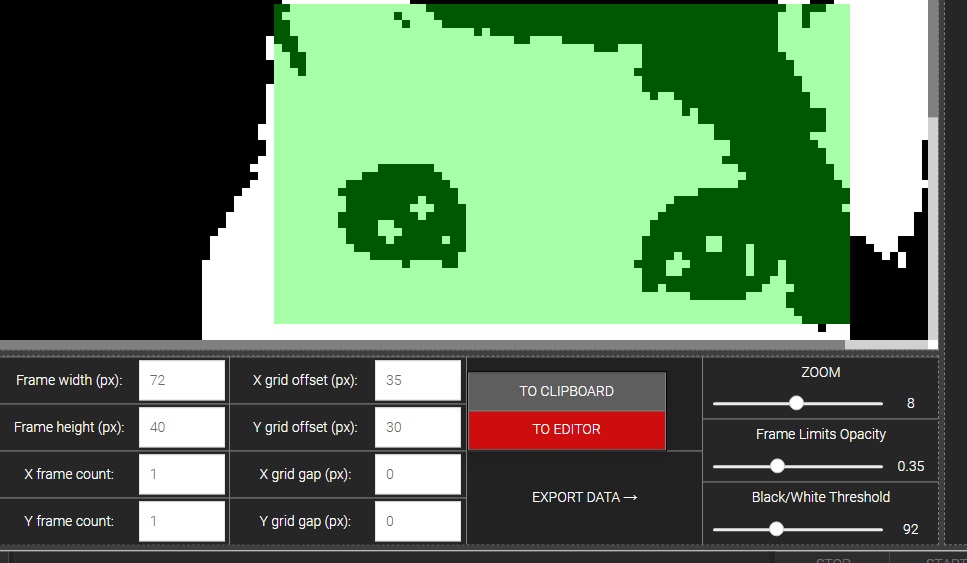 Frame width (px): 72 X grid offset (px): 35
Frame height (px): 40 Y grid offset (px): 30
X frame count: 1 X grid gap (px): 0
Y frame count: 1 Y grid gap (px): 0
TO CLIPBOARD
TO EDITOR
EXPORT DATA →
ZOOM
8
Frame Limits Opacity
0.35
Black/White Threshold
92
STOP START